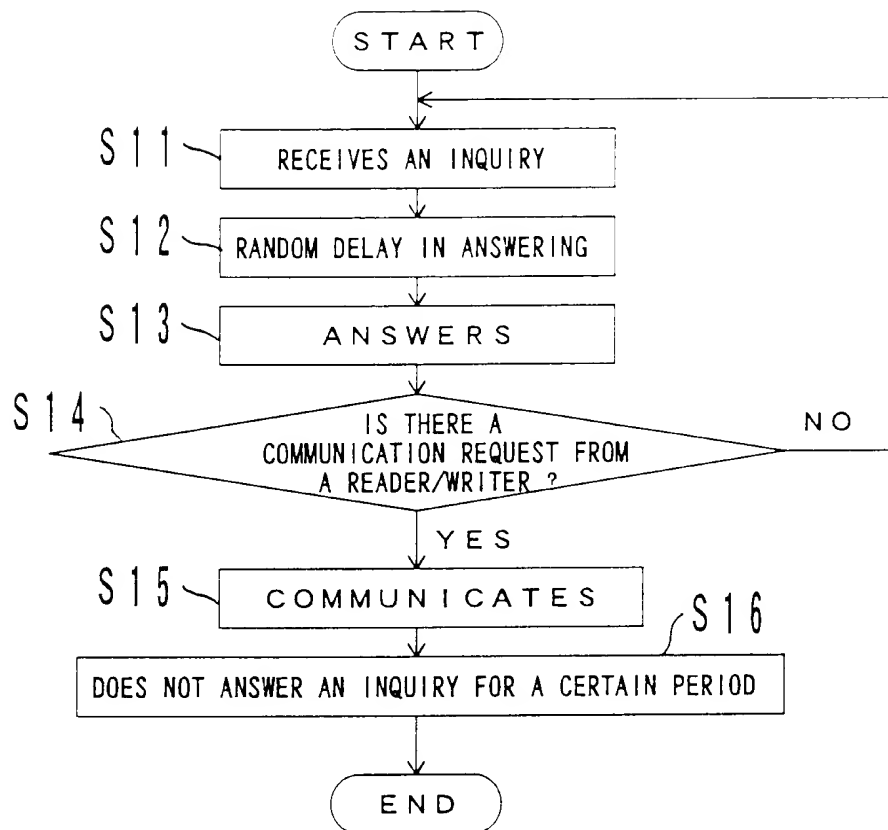 START
S11
RECEIVES AN INQUIRY
S12
RANDOM DELAY IN ANSWERING
S13
ANSWERS
S14
IS THERE A
COMMUNICATION REQUEST FROM
A READER/WRITER ?
NO
YES
S15
COMMUNICATES
S16
DOES NOT ANSWER AN INQUIRY FOR A CERTAIN PERIOD
END